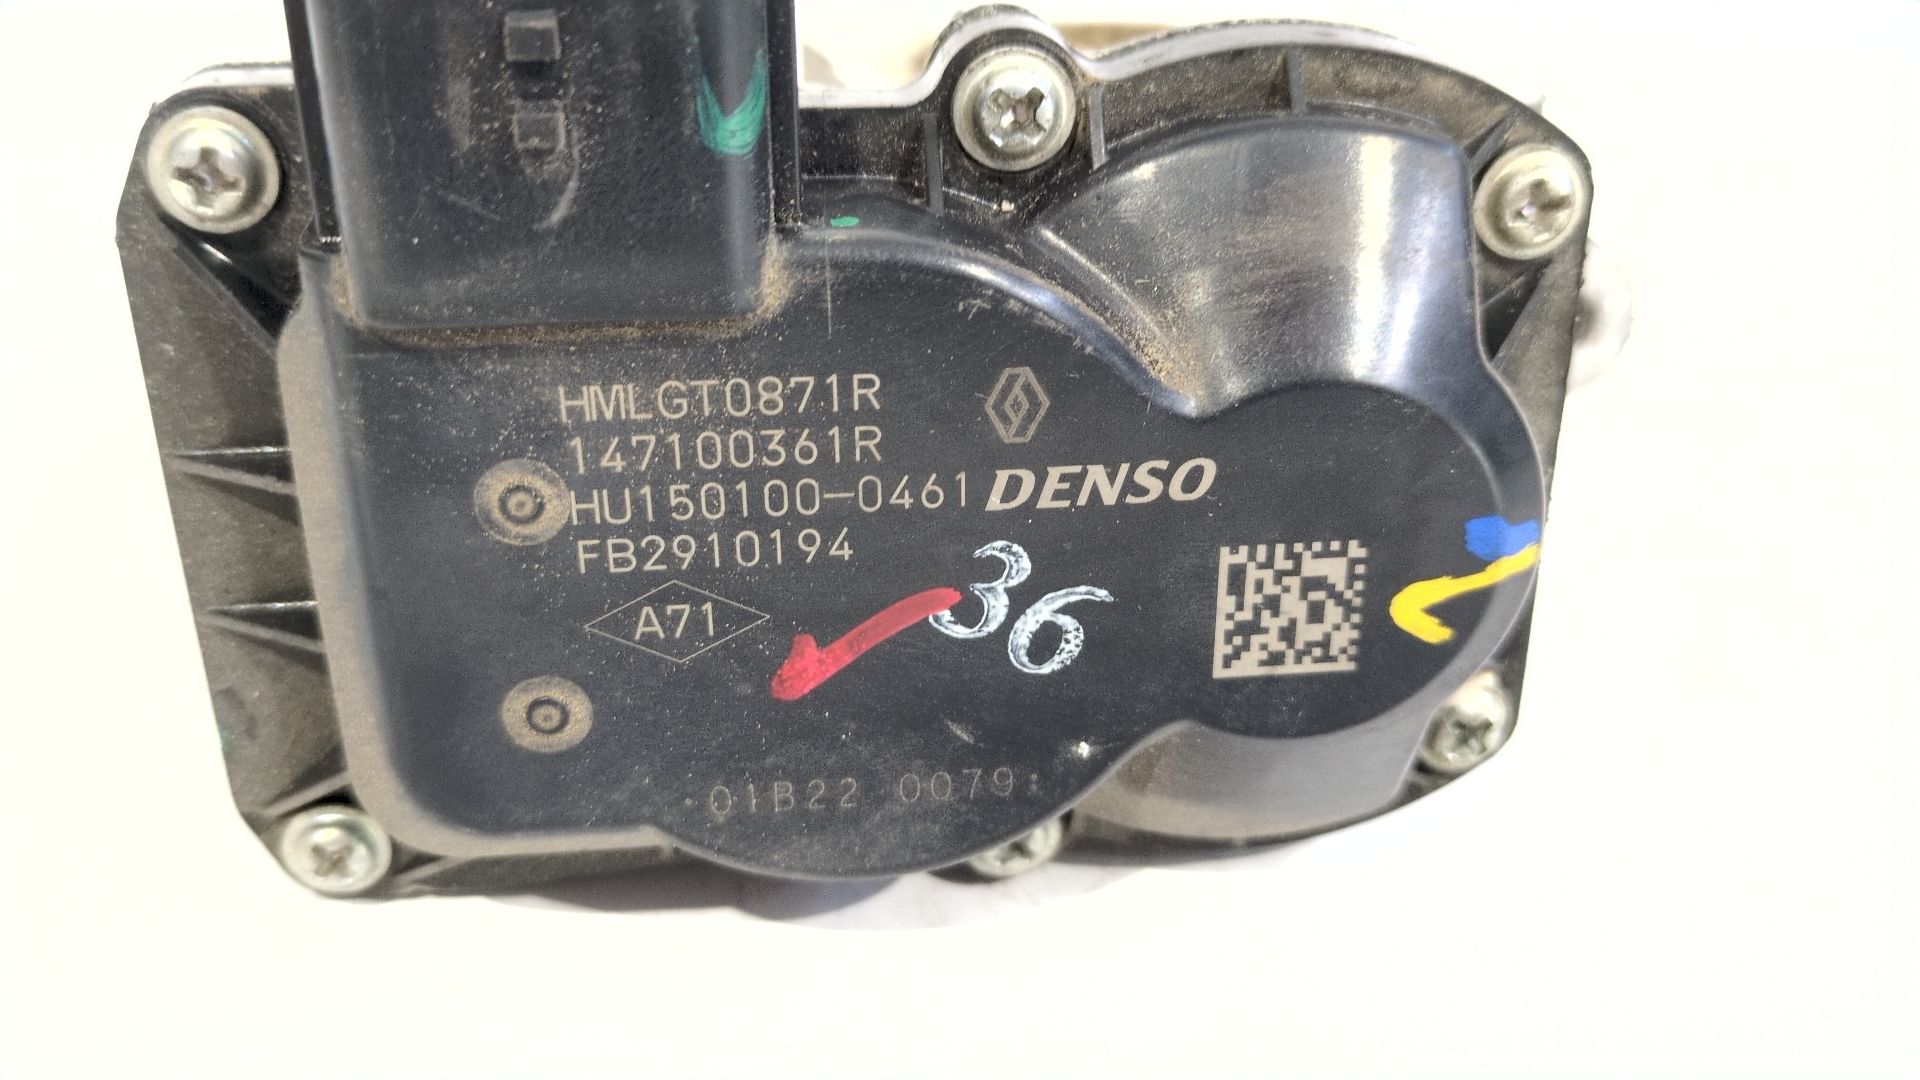 HMLGT0871R
147100361R
HU150100-0461 DENSO
FB2910194
A71
36
01B22 0079